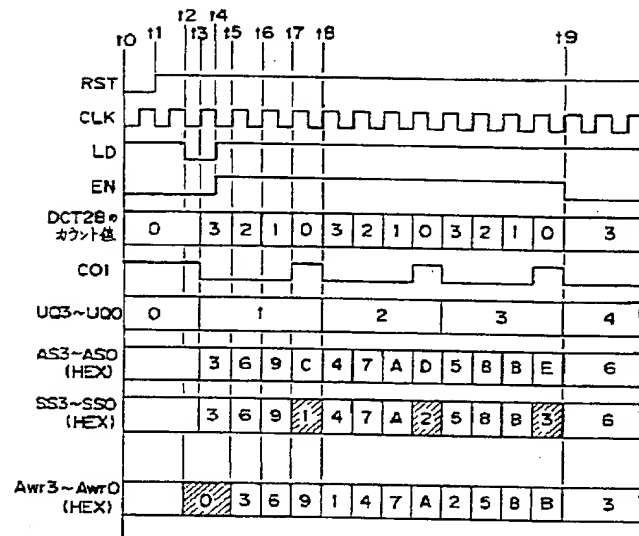 t0 t1 t2 t3 t4 t5 t6 t7 t8 t9
RST
CLK
LD
EN
DCT28の
カウント値 0 3 2 1 0 3 2 1 0 3 2 1 0 3
CO1
UQ3~UQ0 0 1 2 3 4
AS3~AS0
(HEX) 3 6 9 C 4 7 A D 5 8 B E 6
SS3~SS0
(HEX) 3 6 9 1 4 7 A 2 5 8 B 3 6
Awr3~Awr0
(HEX) 0 3 6 9 1 4 7 A 2 5 8 B 3